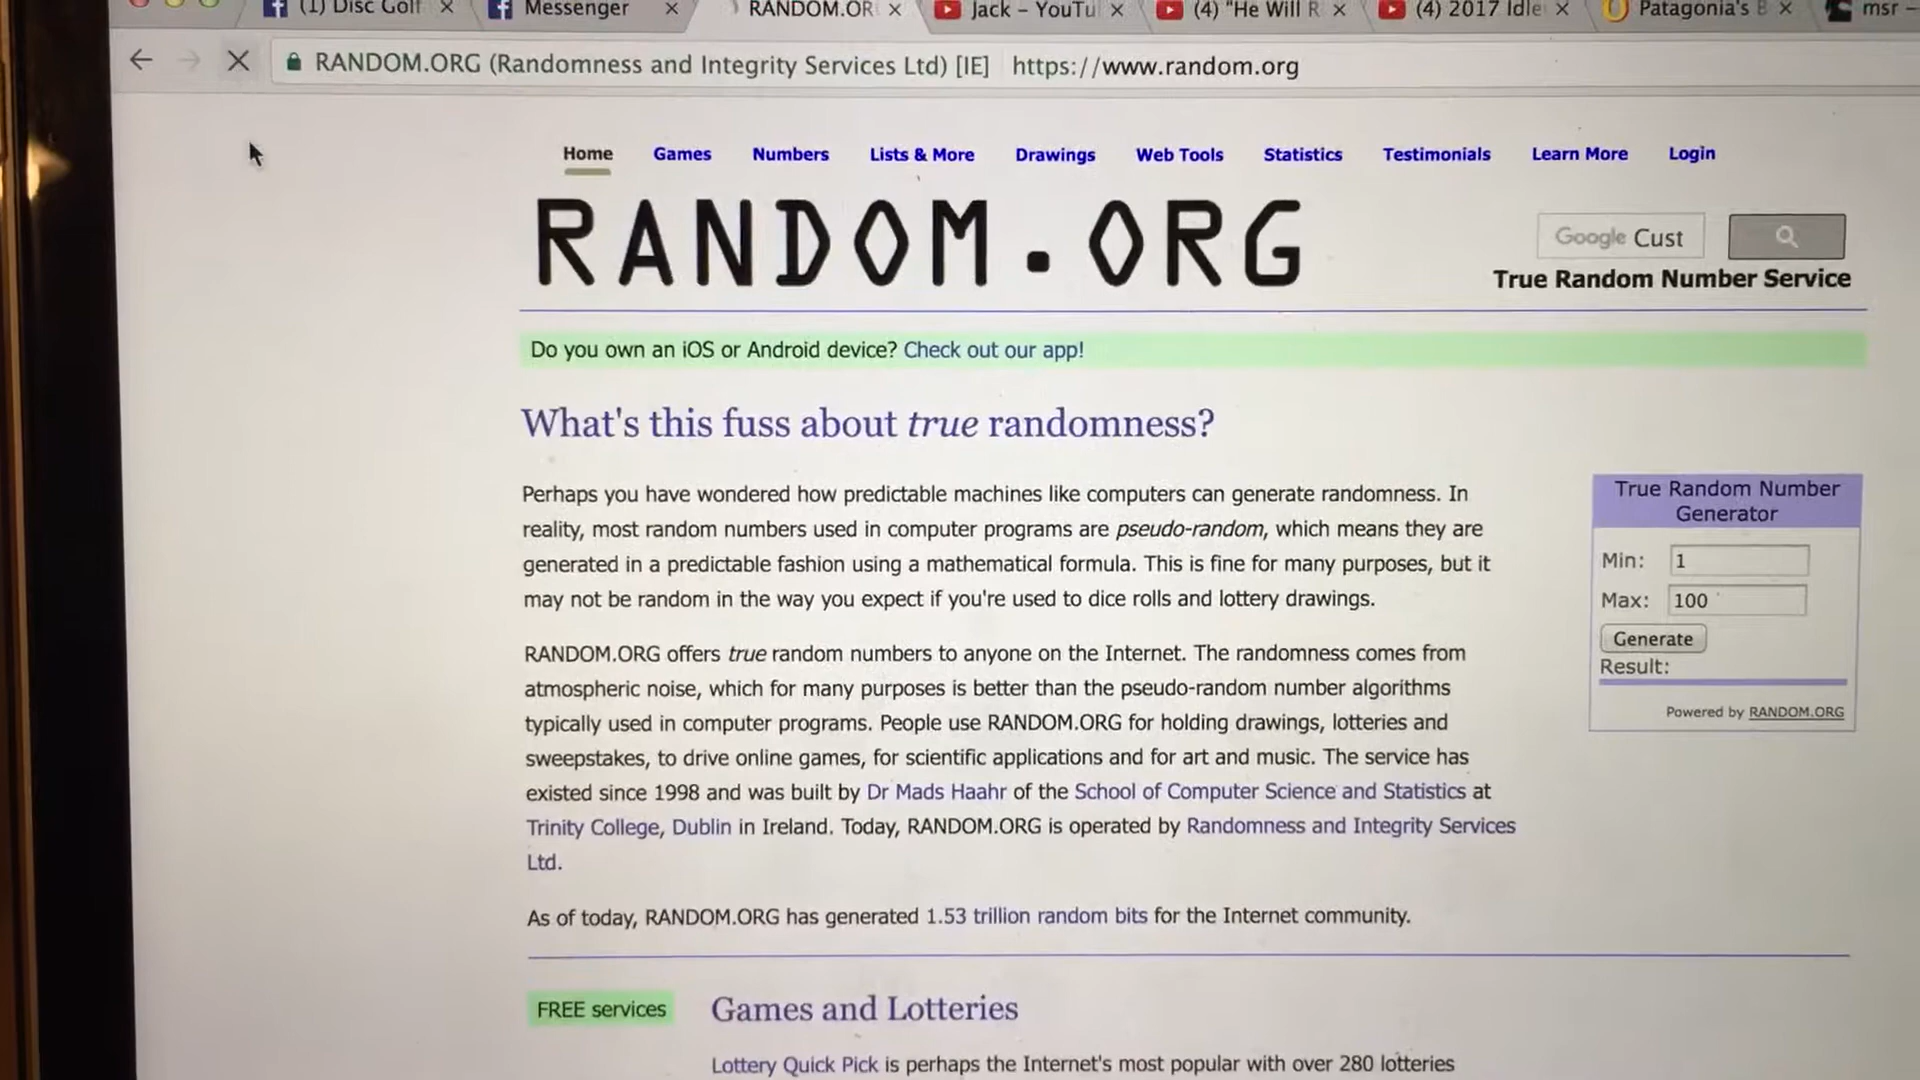 (1) Disc Golf
Messenger
RANDOM.OR
Jack – YouTu
(4) "He Will R
(4) 2017 Idle
Patagonia's B
msr –
RANDOM.ORG (Randomness and Integrity Services Ltd) [IE] https://www.random.org
Home Games Numbers Lists & More Drawings Web Tools Statistics Testimonials Learn More Login
RANDOM.ORG
Google Cust
True Random Number Service
Do you own an iOS or Android device? Check out our app!
What's this fuss about true randomness?
Perhaps you have wondered how predictable machines like computers can generate randomness. In
reality, most random numbers used in computer programs are pseudo-random, which means they are
generated in a predictable fashion using a mathematical formula. This is fine for many purposes, but it
may not be random in the way you expect if you're used to dice rolls and lottery drawings.
RANDOM.ORG offers true random numbers to anyone on the Internet. The randomness comes from
atmospheric noise, which for many purposes is better than the pseudo-random number algorithms
typically used in computer programs. People use RANDOM.ORG for holding drawings, lotteries and
sweepstakes, to drive online games, for scientific applications and for art and music. The service has
existed since 1998 and was built by Dr Mads Haahr of the School of Computer Science and Statistics at
Trinity College, Dublin in Ireland. Today, RANDOM.ORG is operated by Randomness and Integrity Services
Ltd.
As of today, RANDOM.ORG has generated 1.53 trillion random bits for the Internet community.
True Random Number
Generator
Min: 1
Max: 100
Generate
Result:
Powered by RANDOM.ORG
FREE services
Games and Lotteries
Lottery Quick Pick is perhaps the Internet's most popular with over 280 lotteries